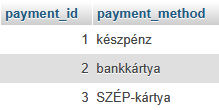 payment_id payment_method
1 készpénz
2 bankkártya
3 SZÉP-kártya